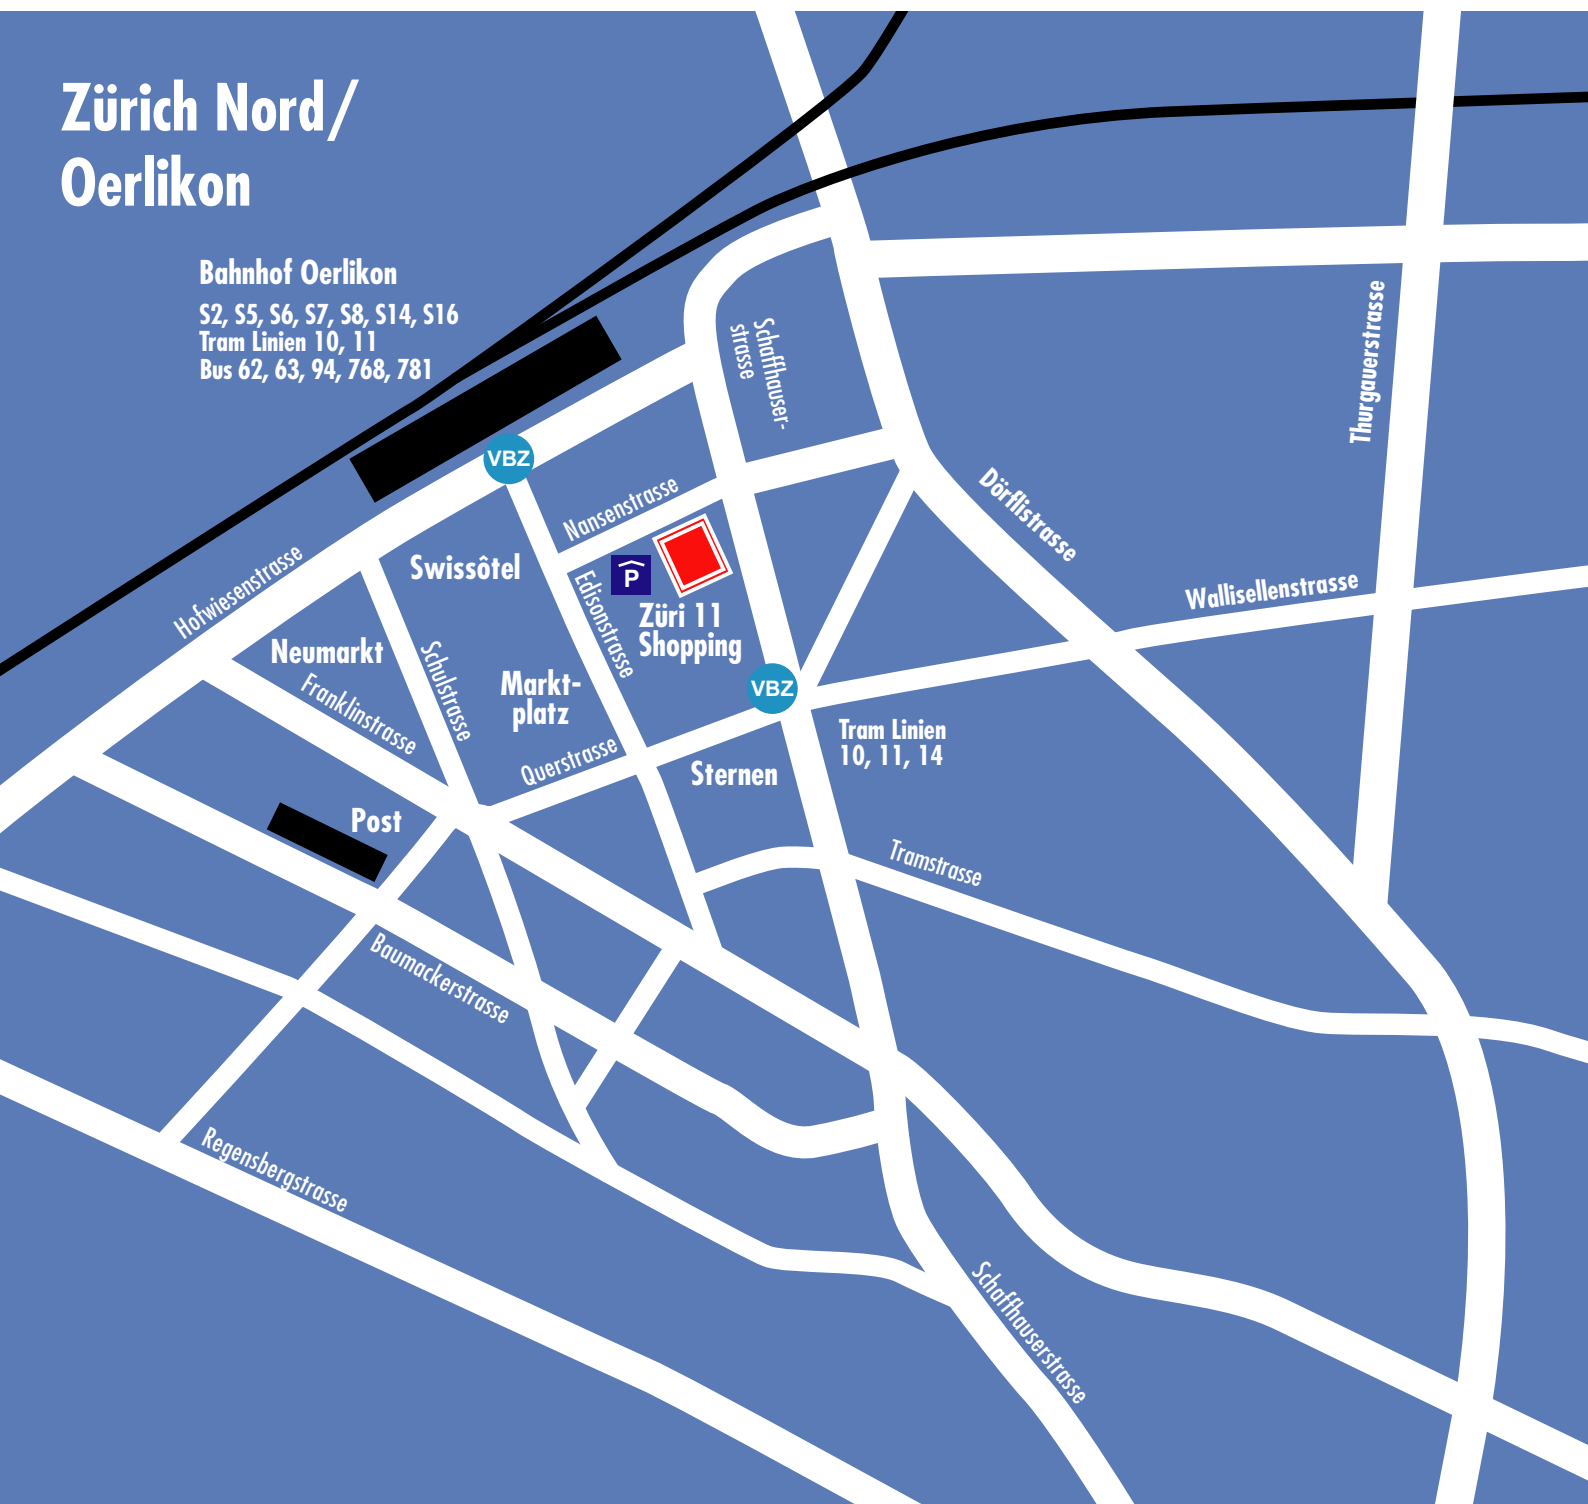 Zürich Nord/
Oerlikon
Bahnhof Oerlikon
S2, S5, S6, S7, S8, S14, S16
Tram Linien 10, 11
Bus 62, 63, 94, 768, 781
Schaffhauser-
strasse
Thurgauerstrasse
VBZ
Nansenstrasse
Dörflistrasse
Swissôtel
Hofwiesenstrasse
P
Edisonstrasse
Züri 11
Shopping
Wallisellenstrasse
Neumarkt
Schulstrasse
Franklinstrasse
Markt-
platz
VBZ
Querstrasse
Sternen
Tram Linien
10, 11, 14
Post
Tramstrasse
Baumackerstrasse
Regensbergstrasse
Schaffhauserstrasse